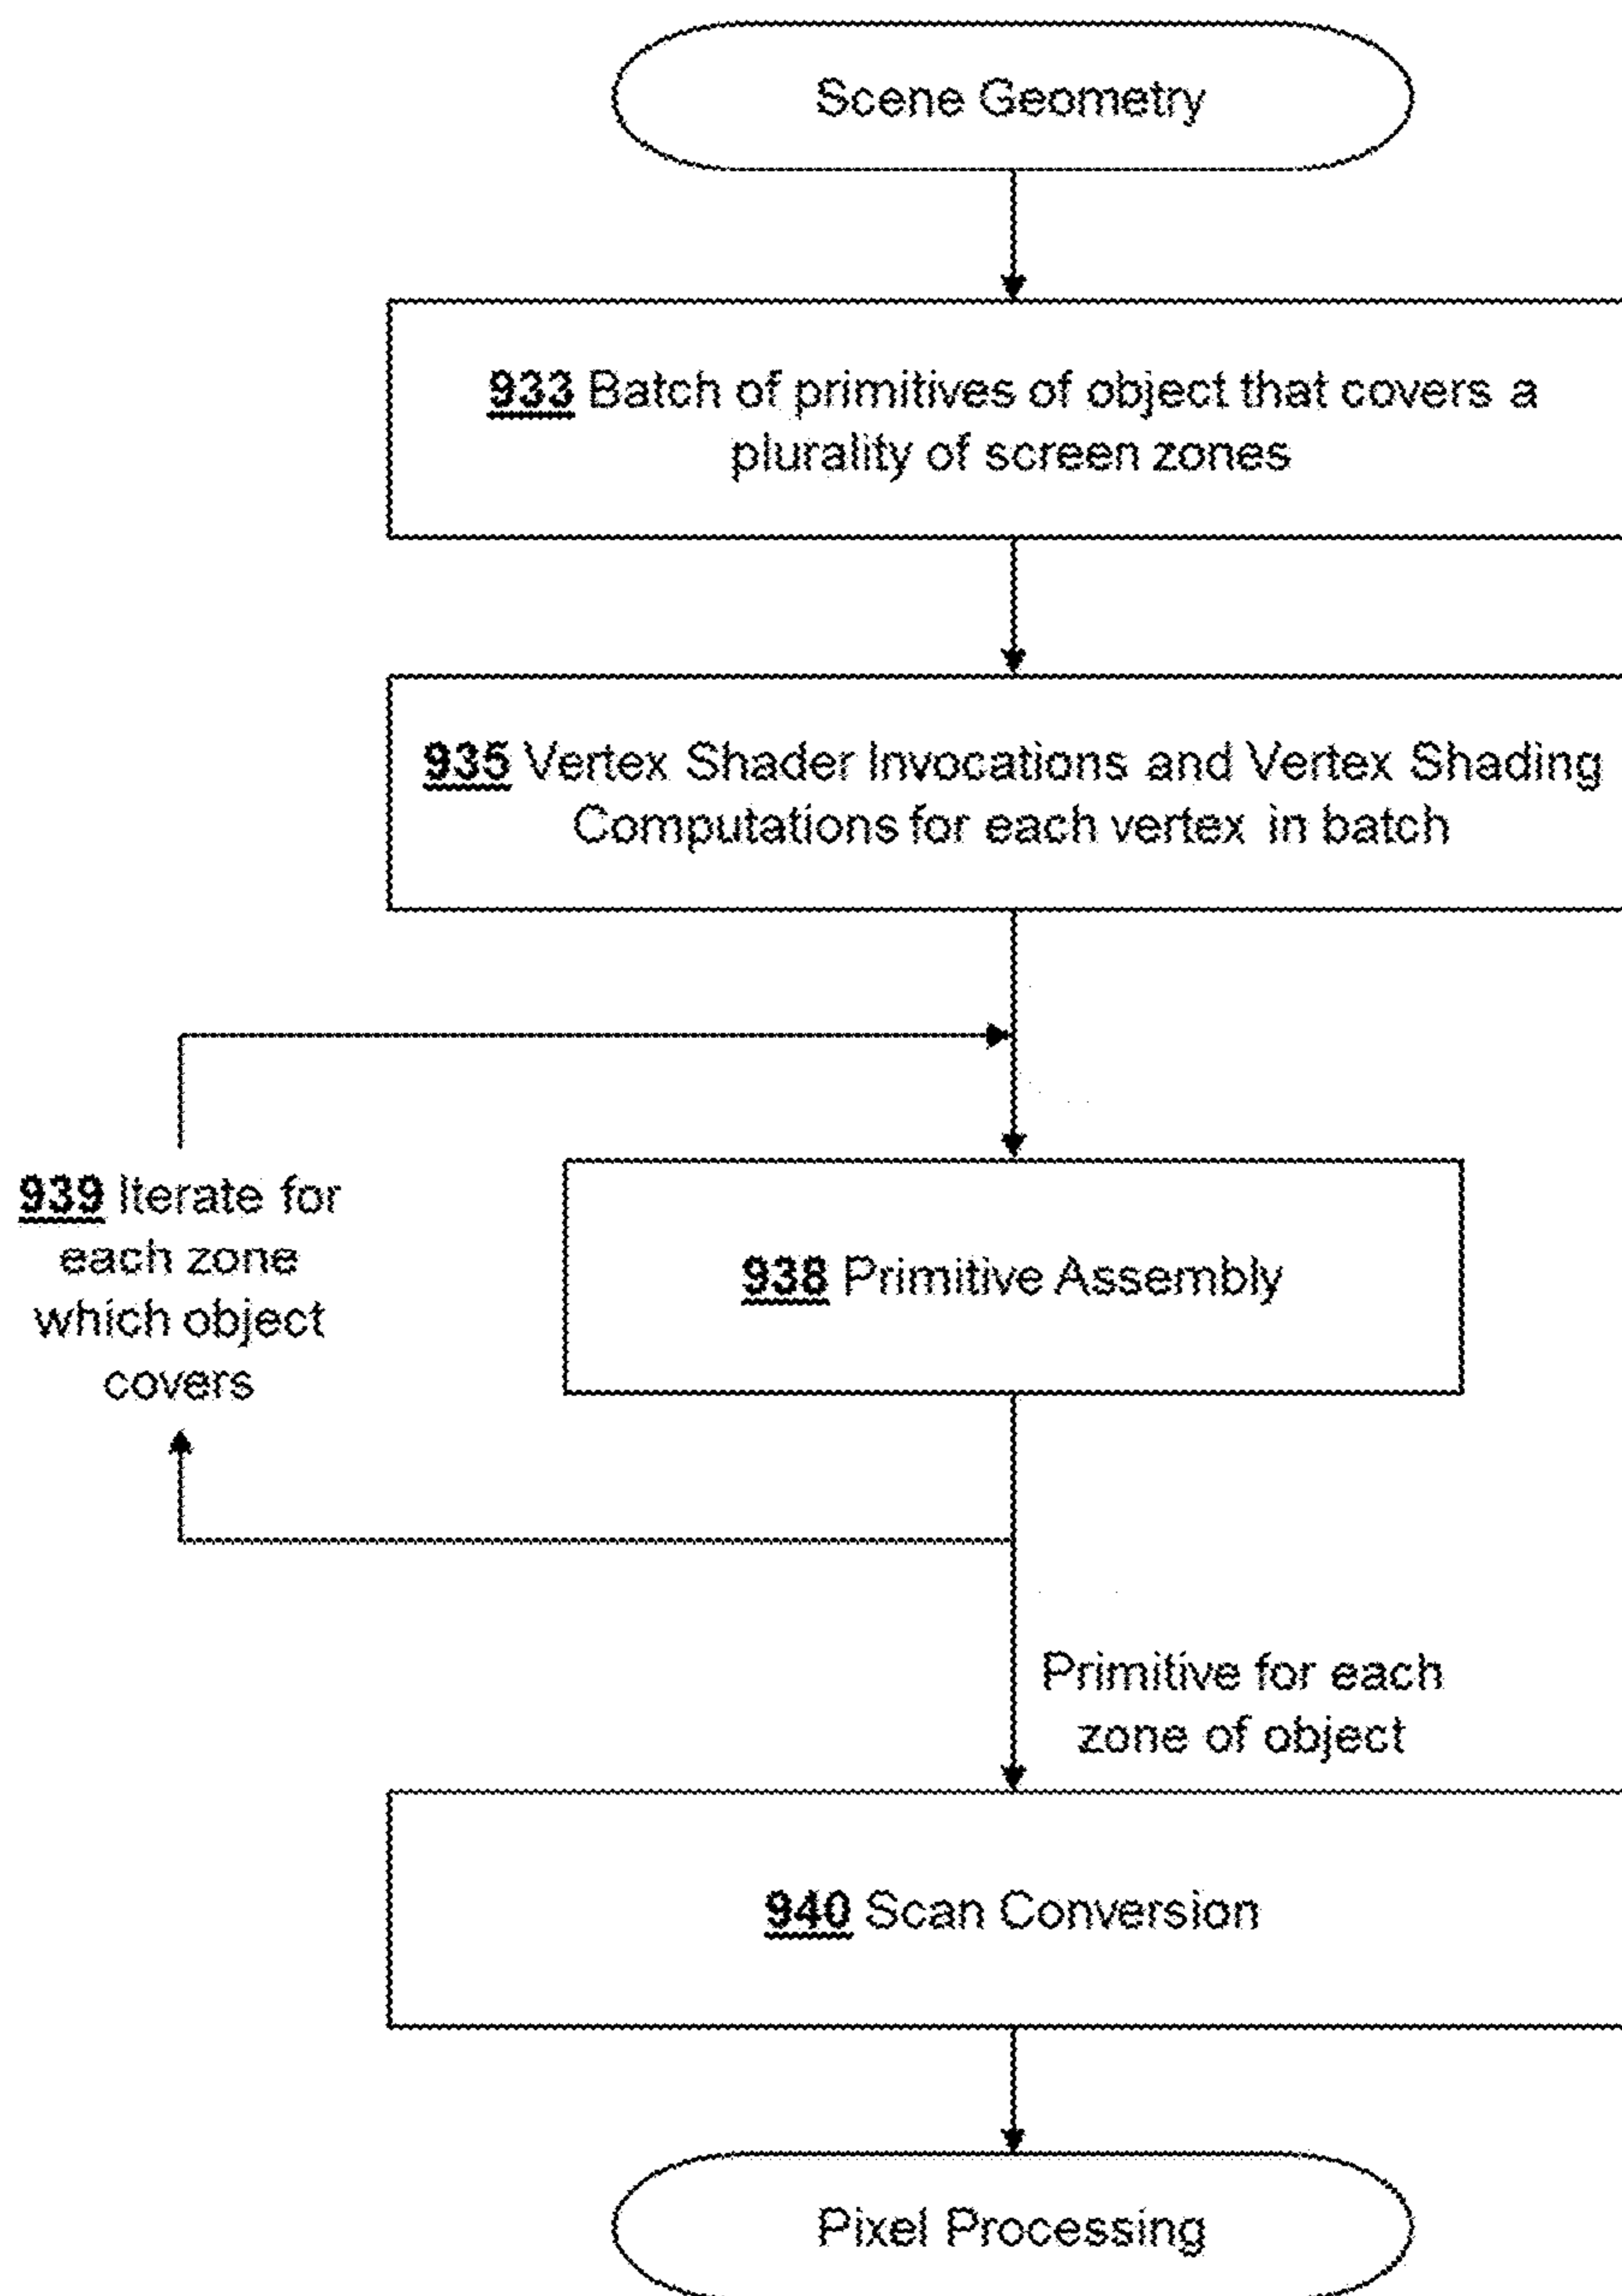 Scene Geometry
933 Batch of primitives of object that covers a
plurality of screen zones
935 Vertex Shader Invocations and Vertex Shading
Computations for each vertex in batch
939 Iterate for
each zone
which object
covers
938 Primitive Assembly
Primitive for each
zone of object
940 Scan Conversion
Pixel Processing